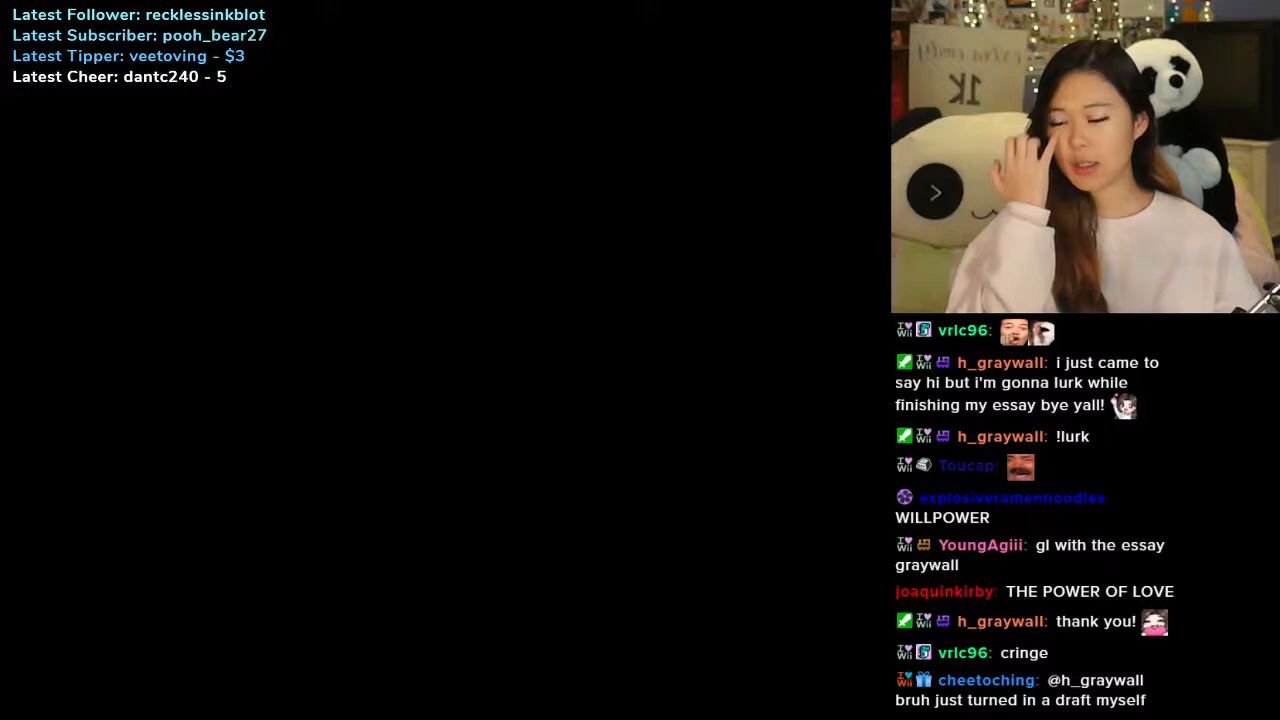 Latest Follower: recklessinkblot
Latest Subscriber: pooh_bear27
Latest Tipper: veetoving - $3
Latest Cheer: dantc240 - 5
extra emily
1K
vrlc96:
h_graywall: i just came to
say hi but i'm gonna lurk while
finishing my essay bye yall!
h_graywall: !lurk
Toucap:
explosiveramennoodles:
WILLPOWER
YoungAgiii: gl with the essay
graywall
joaquinkirby: THE POWER OF LOVE
h_graywall: thank you!
vrlc96: cringe
cheetoching: @h_graywall
bruh just turned in a draft myself